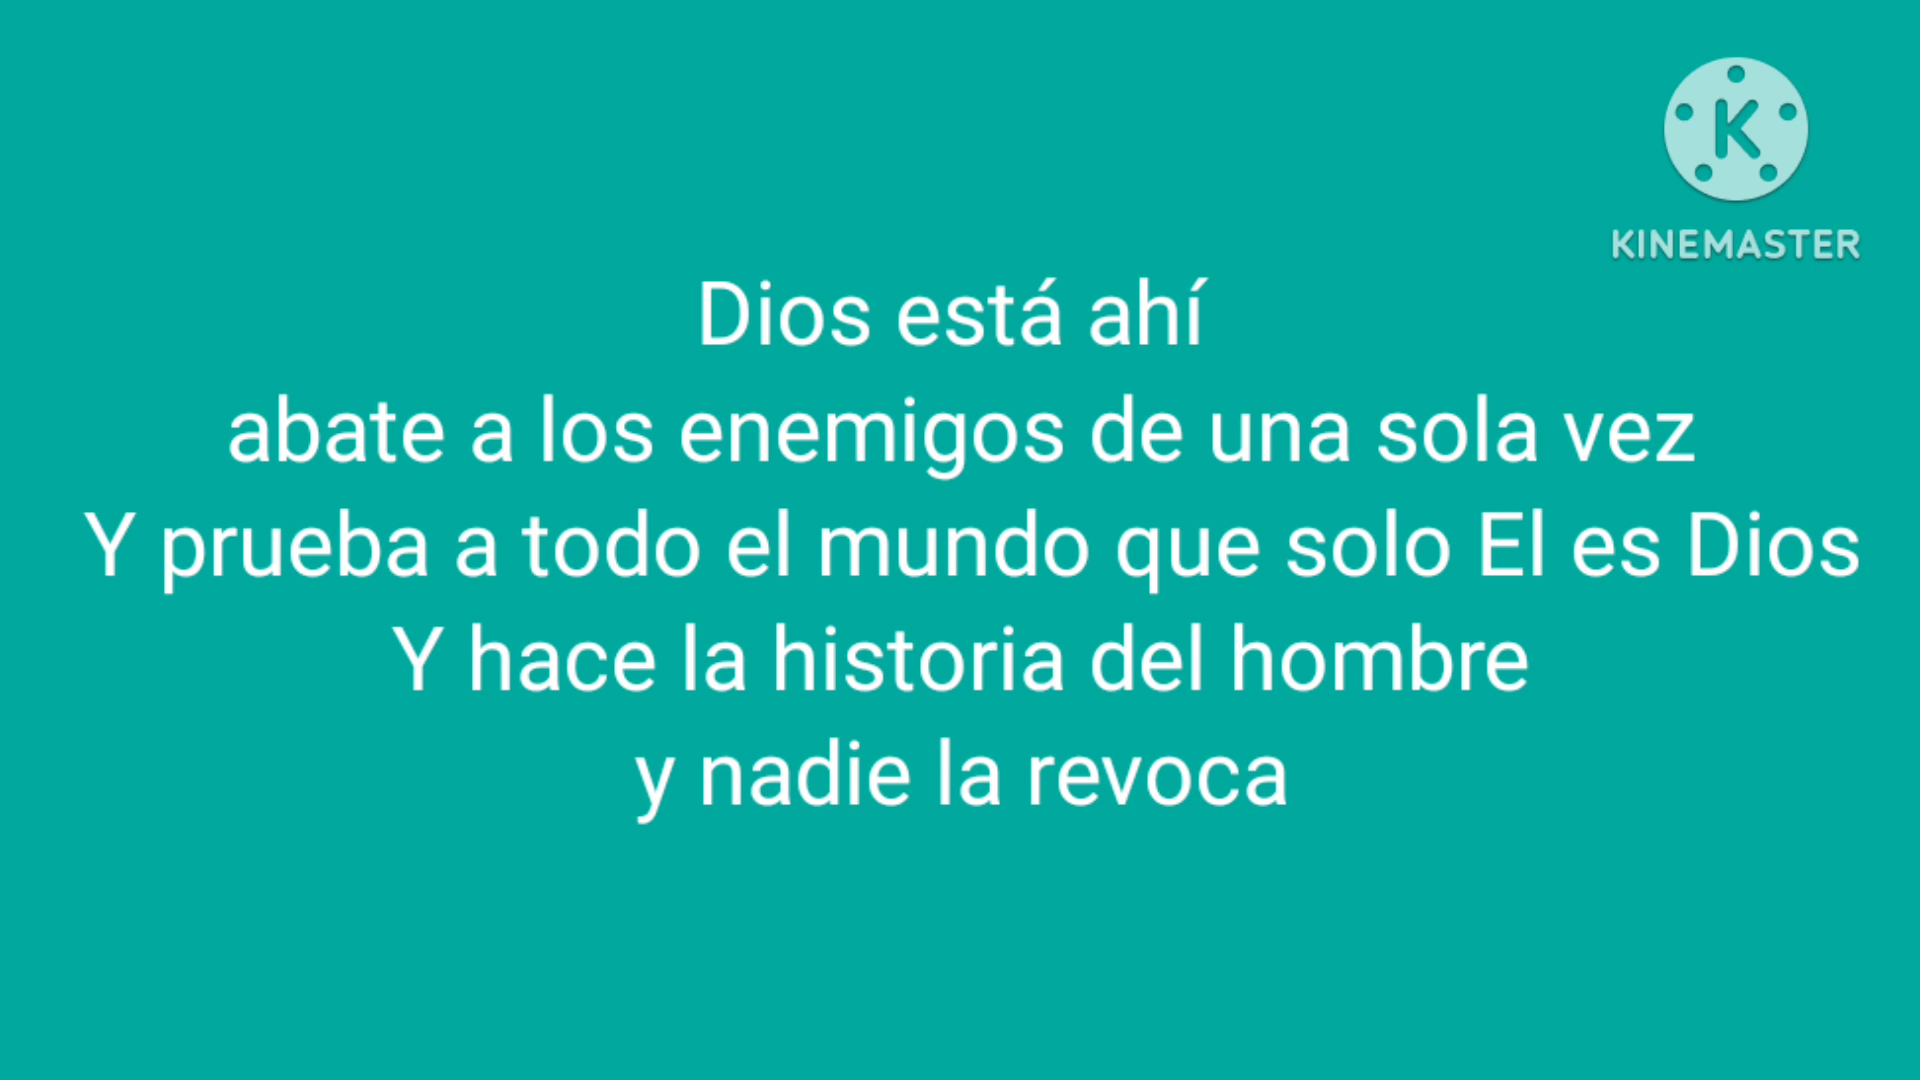 KINEMASTER
Dios está ahí
abate a los enemigos de una sola vez
Y prueba a todo el mundo que solo El es Dios
Y hace la historia del hombre
y nadie la revoca